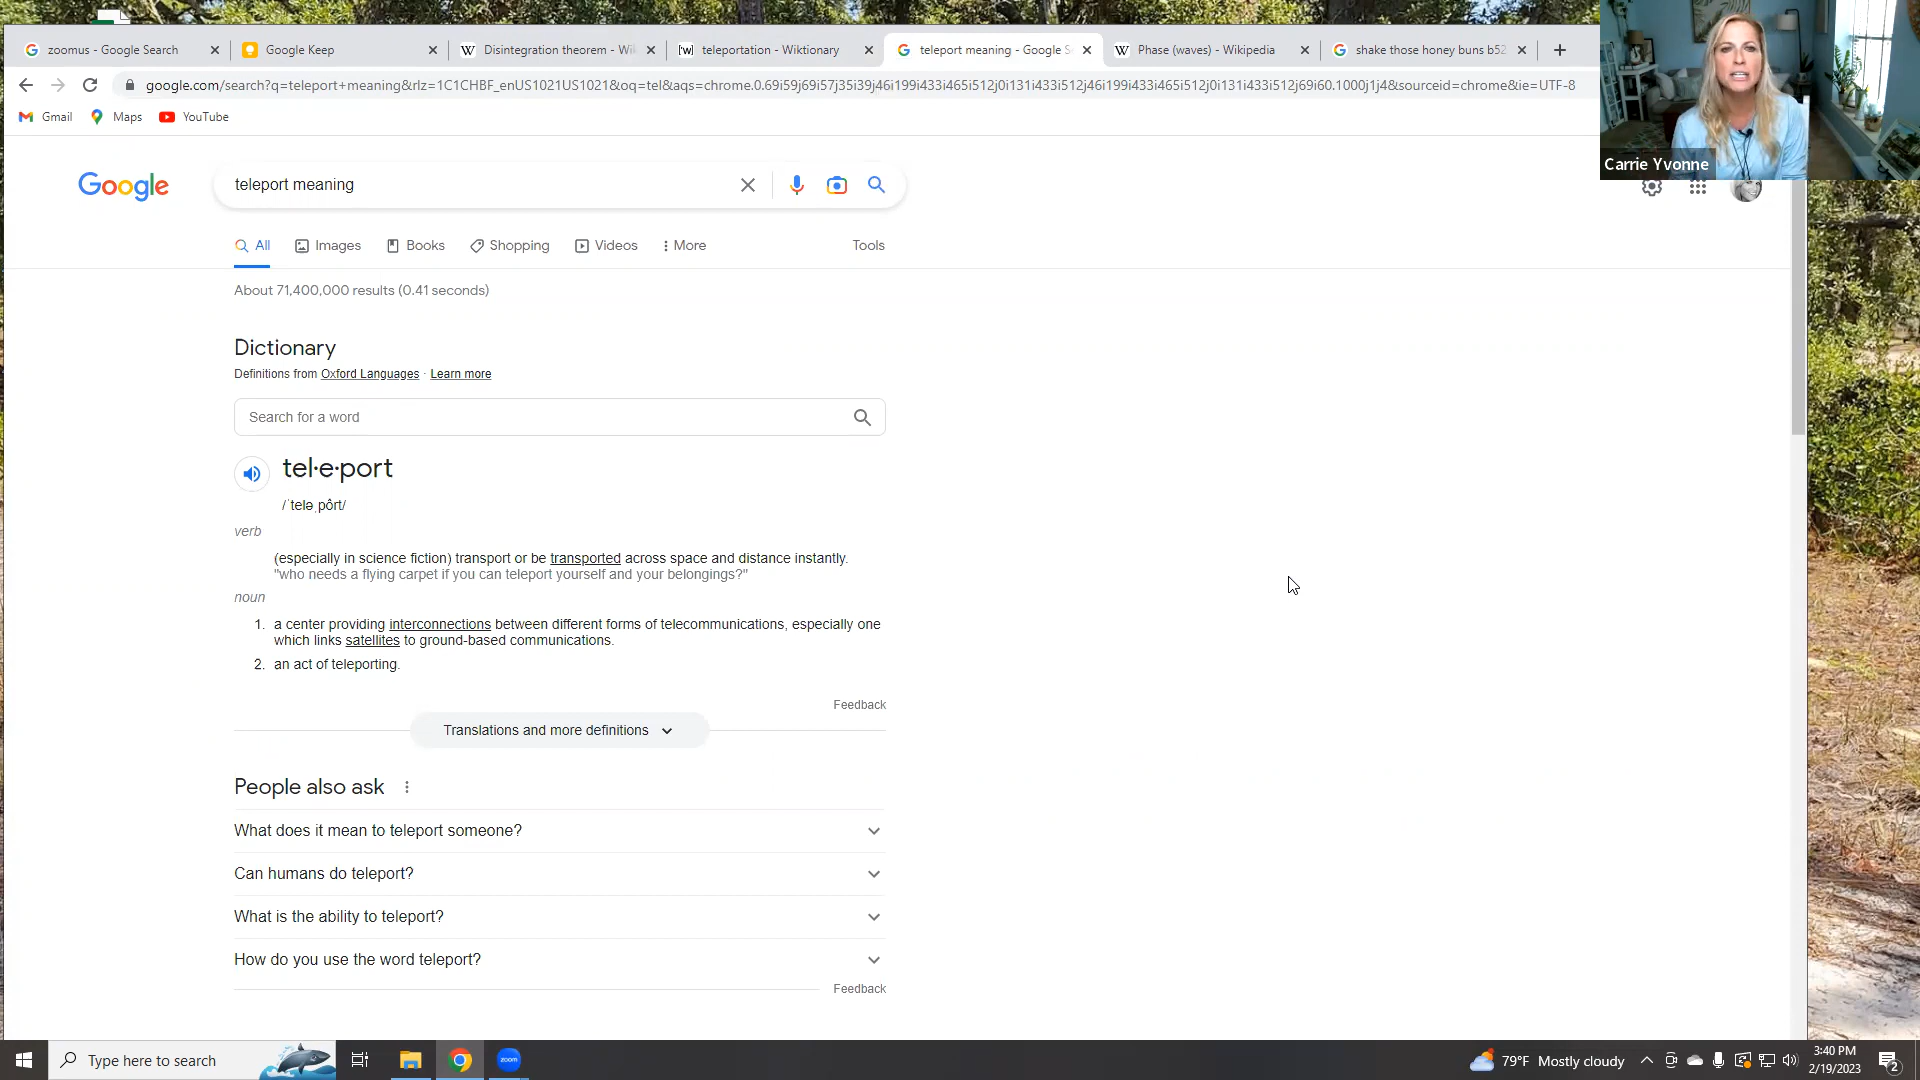 zoomus - Google Search
Google Keep
Disintegration theorem - Wi
teleportation - Wiktionary
teleport meaning - Google S
Phase (waves) - Wikipedia
shake those honey buns b52
google.com/search?q=teleport+meaning&rlz=1C1CHBF_enUS1021US1021&oq=tel&aqs=chrome.0.69i59j69i57j35i39j46i199i433i465i512j0i131i433i512j46i199i433i465i512j0i131i433i512j69i60.1000j1j4&sourceid=chrome&ie=UTF-8
Gmail
Maps
YouTube
Carrie Yvonne
Google
teleport meaning
All
Images
Books
Shopping
Videos
More
Tools
About 71,400,000 results (0.41 seconds)
Dictionary
Definitions from Oxford Languages · Learn more
Search for a word
tel·e·port
/ˈteləˌpôrt/
verb
(especially in science fiction) transport or be transported across space and distance instantly.
"who needs a flying carpet if you can teleport yourself and your belongings?"
noun
1. a center providing interconnections between different forms of telecommunications, especially one
which links satellites to ground-based communications.
2. an act of teleporting.
Feedback
Translations and more definitions
People also ask
What does it mean to teleport someone?
Can humans do teleport?
What is the ability to teleport?
How do you use the word teleport?
Feedback
Type here to search
zoom
79°F Mostly cloudy
3:40 PM
2/19/2023
2